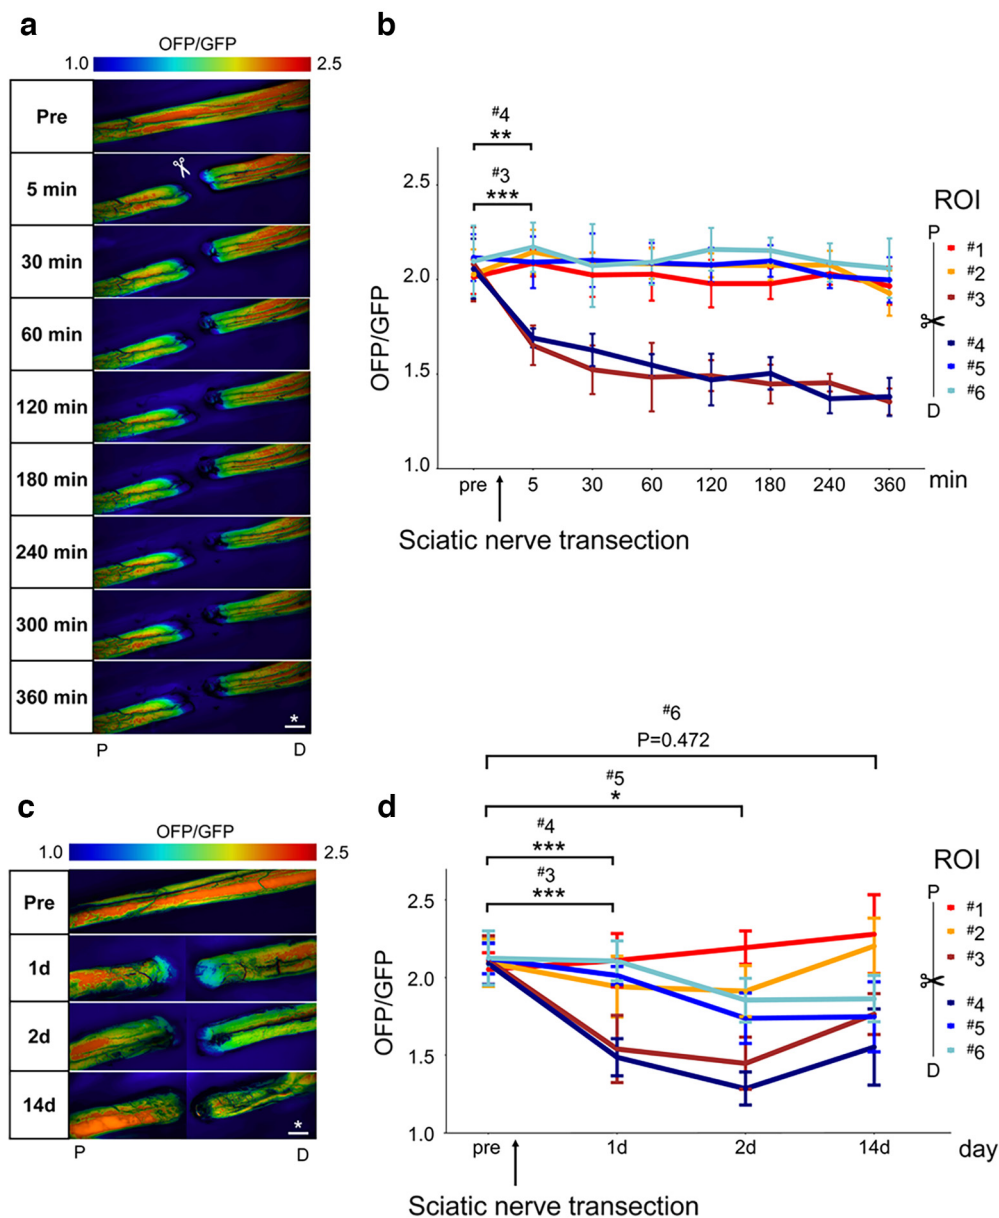 a
OFP/GFP
1.0 2.5
Pre
5 min
30 min
60 min
120 min
180 min
240 min
300 min
360 min
*
P D
b
#4
**
#3
***
2.5
2.0
1.5
1.0
OFP/GFP
pre 5 30 60 120 180 240 360 min
Sciatic nerve transection
ROI
P
#1
#2
#3
#4
#5
#6
D
c
OFP/GFP
1.0 2.5
Pre
1d
2d
14d
*
P D
d
#6
P=0.472
#5
*
#4
***
#3
***
2.5
2.0
1.5
1.0
OFP/GFP
pre 1d 2d 14d day
Sciatic nerve transection
ROI
P
#1
#2
#3
#4
#5
#6
D